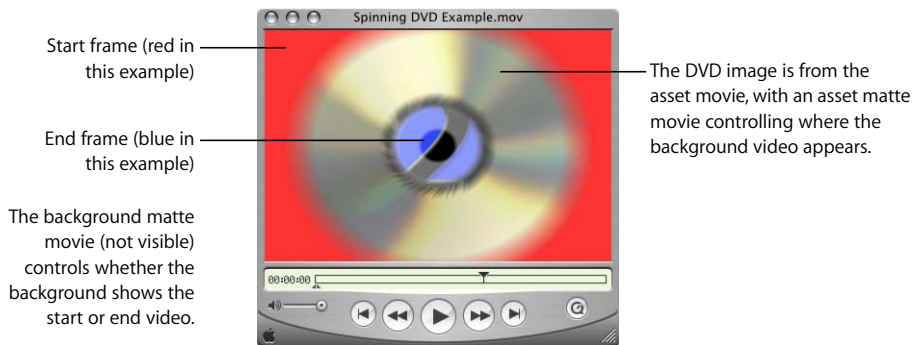 Spinning DVD Example.mov
Start frame (red in
this example)
End frame (blue in
this example)
The background matte
movie (not visible)
controls whether the
background shows the
start or end video.
The DVD image is from the
asset movie, with an asset matte
movie controlling where the
background video appears.
00:00:00